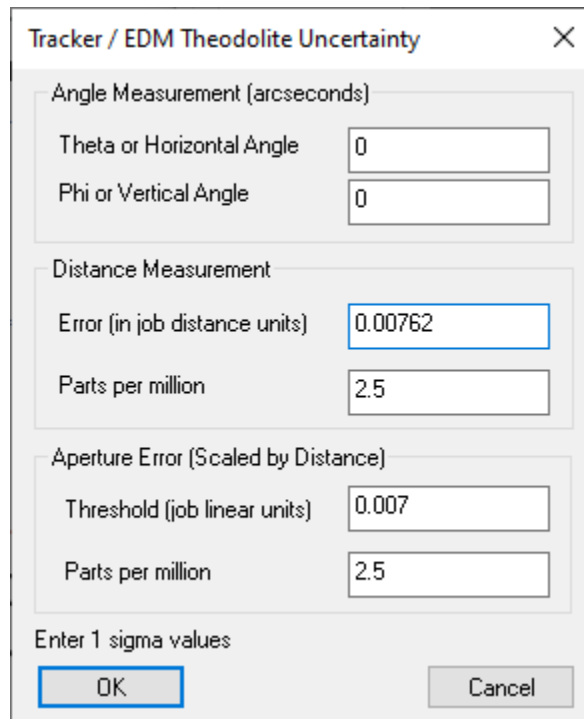 Tracker / EDM Theodolite Uncertainty
Angle Measurement (arcseconds)
Theta or Horizontal Angle 0
Phi or Vertical Angle 0
Distance Measurement
Error (in job distance units) 0.00762
Parts per million 2.5
Aperture Error (Scaled by Distance)
Threshold (job linear units) 0.007
Parts per million 2.5
Enter 1 sigma values
OK Cancel